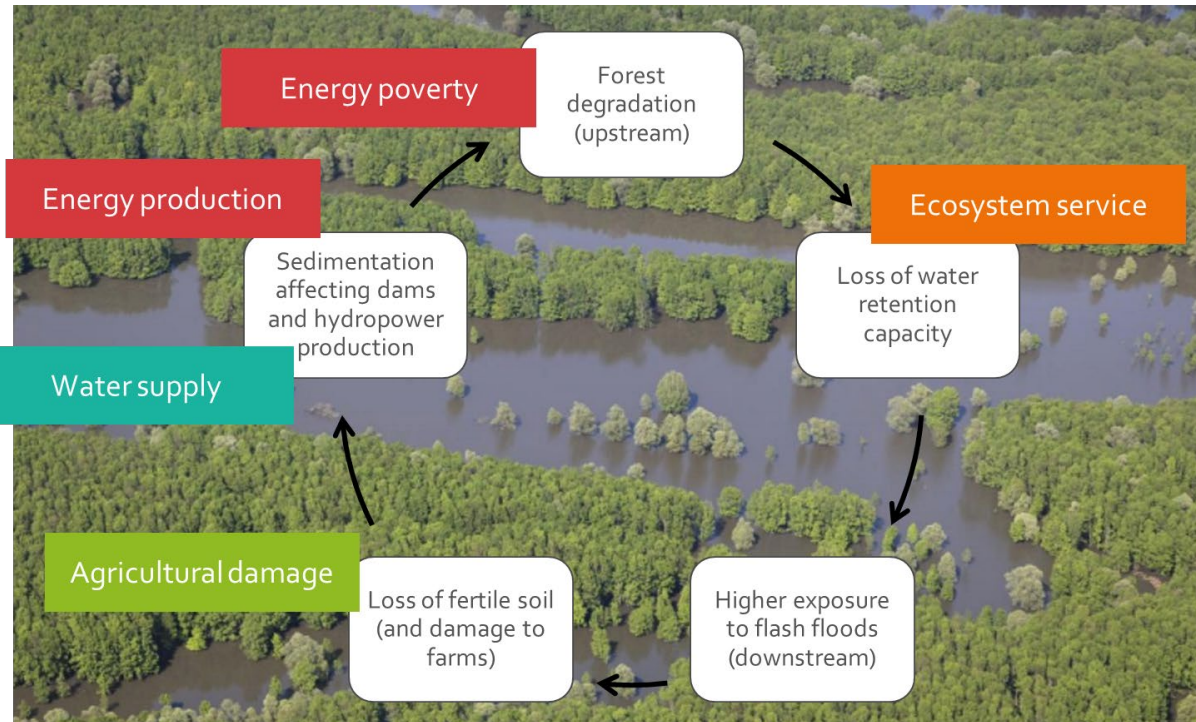 Energy poverty
Forest
degradation
(upstream)
Energy production
Ecosystem service
Sedimentation
affecting dams
and hydropower
production
Loss of water
retention
capacity
Water supply
Agricultural damage
Loss of fertile soil
(and damage to
farms)
Higher exposure
to flash floods
(downstream)